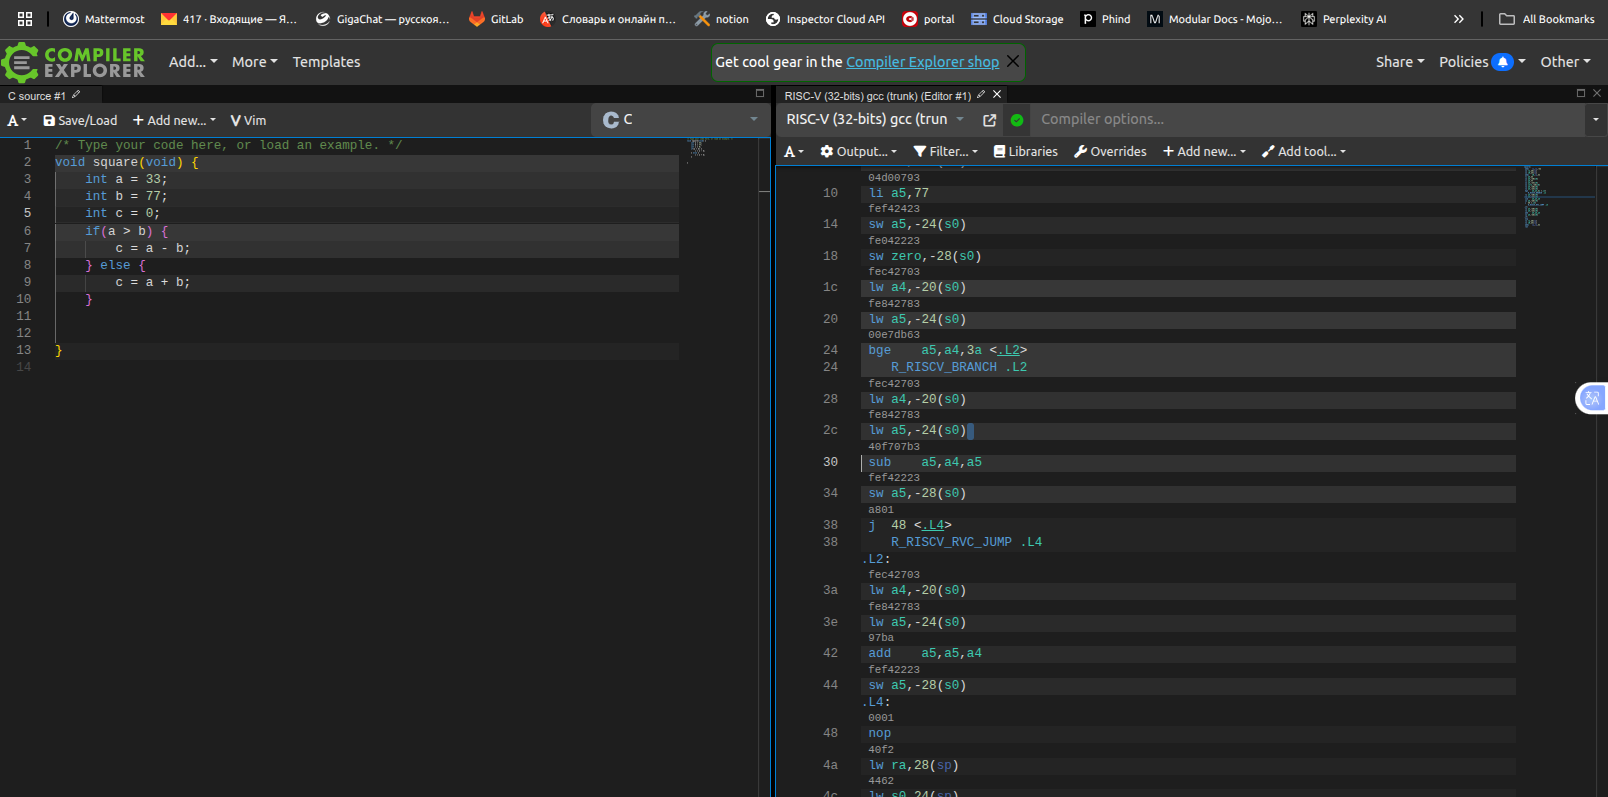 Mattermost
417 · Входящие — Я...
GigaChat — русскоя...
GitLab
Словарь и онлайн п...
notion
Inspector Cloud API
portal
Cloud Storage
Phind
Modular Docs - Mojo...
Perplexity AI
»
All Bookmarks
COMPILER
EXPLORER
Add...
More
Templates
Get cool gear in the Compiler Explorer shop
Share
Policies
Other
C source #1
A
Save/Load
+ Add new...
Vim
C
1 /* Type your code here, or load an example. */
2 void square(void) {
3 int a = 33;
4 int b = 77;
5 int c = 0;
6 if(a > b) {
7 c = a - b;
8 } else {
9 c = a + b;
10 }
11
12
13 }
14
RISC-V (32-bits) gcc (trunk) (Editor #1)
RISC-V (32-bits) gcc (trun
Compiler options...
A
Output...
Filter...
Libraries
Overrides
+ Add new...
Add tool...
04d00793
10 li a5,77
fef42423
14 sw a5,-24(s0)
fe042223
18 sw zero,-28(s0)
fec42703
1c lw a4,-20(s0)
fe842783
20 lw a5,-24(s0)
00e7db63
24 bge a5,a4,3a <.L2>
24 R_RISCV_BRANCH .L2
fec42703
28 lw a4,-20(s0)
fe842783
2c lw a5,-24(s0)
40f707b3
30 sub a5,a4,a5
fef42223
34 sw a5,-28(s0)
a801
38 j 48 <.L4>
38 R_RISCV_RVC_JUMP .L4
.L2:
fec42703
3a lw a4,-20(s0)
fe842783
3e lw a5,-24(s0)
97ba
42 add a5,a5,a4
fef42223
44 sw a5,-28(s0)
.L4:
0001
48 nop
40f2
4a lw ra,28(sp)
4462
4c lw s0,24(sp)